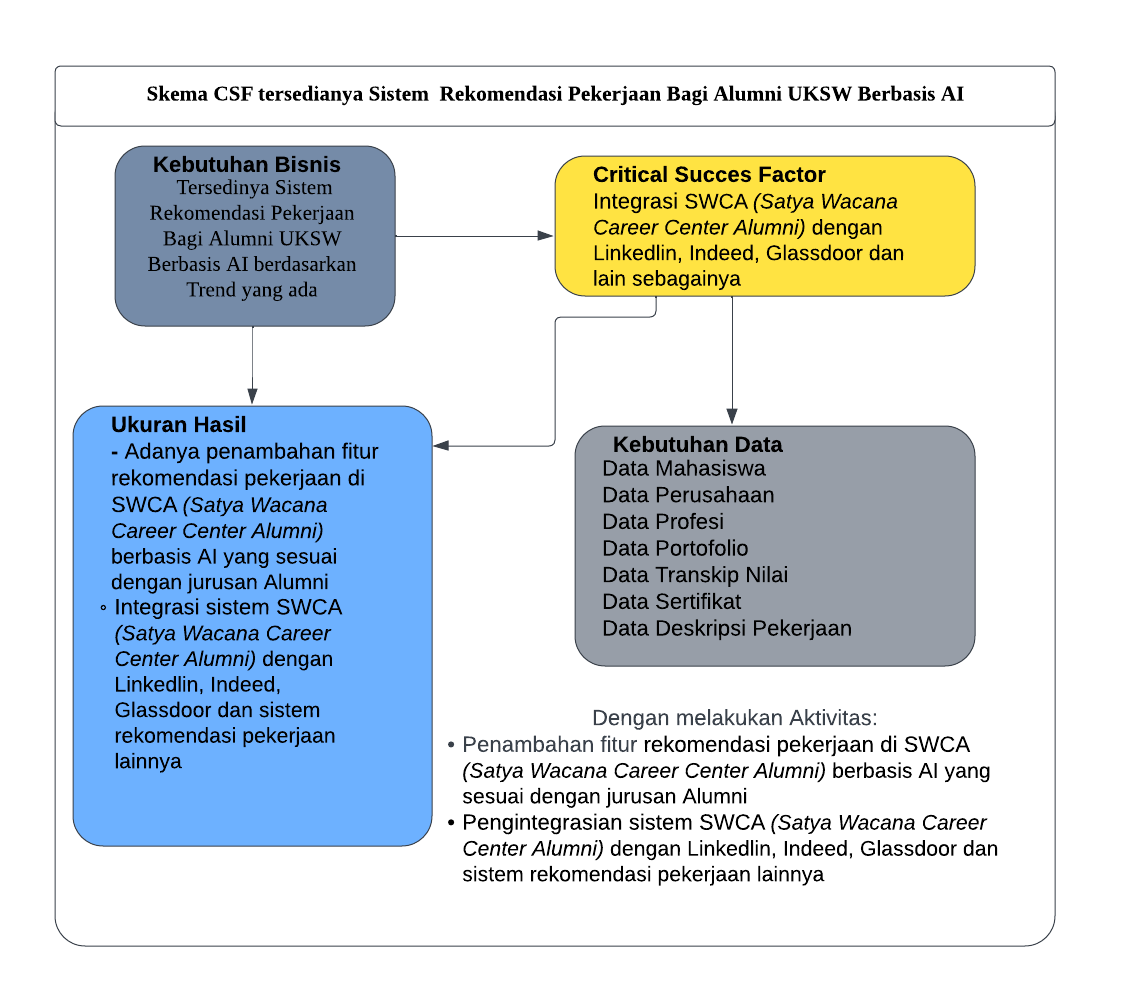 Skema CSF tersedianya Sistem  Rekomendasi Pekerjaan Bagi Alumni UKSW Berbasis AI
Kebutuhan Bisnis
Tersedinya Sistem
Rekomendasi Pekerjaan
Bagi Alumni UKSW
Berbasis AI berdasarkan
Trend yang ada
Critical Succes Factor
Integrasi SWCA (Satya Wacana
Career Center Alumni) dengan
Linkedlin, Indeed, Glassdoor dan
lain sebagainya
Ukuran Hasil
- Adanya penambahan fitur
rekomendasi pekerjaan di
SWCA (Satya Wacana
Career Center Alumni)
berbasis AI yang sesuai
dengan jurusan Alumni
◦ Integrasi sistem SWCA
(Satya Wacana Career
Center Alumni) dengan
Linkedlin, Indeed,
Glassdoor dan sistem
rekomendasi pekerjaan
lainnya
Kebutuhan Data
Data Mahasiswa
Data Perusahaan
Data Profesi
Data Portofolio
Data Transkip Nilai
Data Sertifikat
Data Deskripsi Pekerjaan
Dengan melakukan Aktivitas:
• Penambahan fitur rekomendasi pekerjaan di SWCA
(Satya Wacana Career Center Alumni) berbasis AI yang
sesuai dengan jurusan Alumni
• Pengintegrasian sistem SWCA (Satya Wacana Career
Center Alumni) dengan Linkedlin, Indeed, Glassdoor dan
sistem rekomendasi pekerjaan lainnya